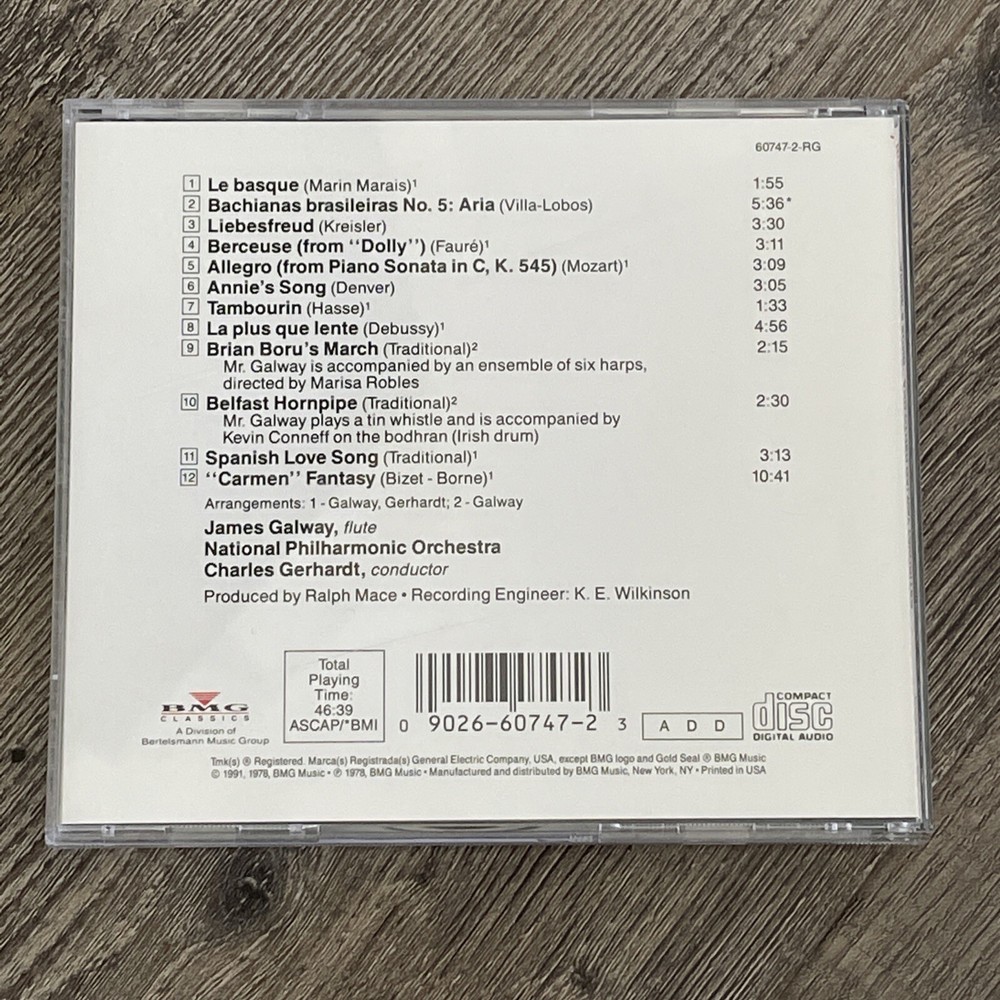 60747-2-RG
1 Le basque (Marin Marais)¹ 1:55
2 Bachianas brasileiras No. 5: Aria (Villa-Lobos) 5:36*
3 Liebesfreud (Kreisler) 3:30
4 Berceuse (from "Dolly") (Fauré)¹ 3:11
5 Allegro (from Piano Sonata in C, K. 545) (Mozart)¹ 3:09
6 Annie's Song (Denver) 3:05
7 Tambourin (Hasse)¹ 1:33
8 La plus que lente (Debussy)¹ 4:56
9 Brian Boru's March (Traditional)² 2:15
Mr. Galway is accompanied by an ensemble of six harps,
directed by Marisa Robles
10 Belfast Hornpipe (Traditional)² 2:30
Mr. Galway plays a tin whistle and is accompanied by
Kevin Conneff on the bodhran (Irish drum)
11 Spanish Love Song (Traditional)¹ 3:13
12 "Carmen" Fantasy (Bizet - Borne)¹ 10:41
Arrangements: 1 - Galway, Gerhardt; 2 - Galway
James Galway, flute
National Philharmonic Orchestra
Charles Gerhardt, conductor
Produced by Ralph Mace • Recording Engineer: K. E. Wilkinson
BMG
CLASSICS
A Division of
Bertelsmann Music Group
Total
Playing
Time:
46:39
ASCAP/*BMI
0 9026-60747-2 3
A D D
COMPACT
disc
DIGITAL AUDIO
Tmk(s) ® Registered. Marca(s) Registrada(s) General Electric Company, USA, except BMG logo and Gold Seal ® BMG Music
© 1991, 1978, BMG Music • ℗ 1978, BMG Music • Manufactured and distributed by BMG Music, New York, NY • Printed in USA